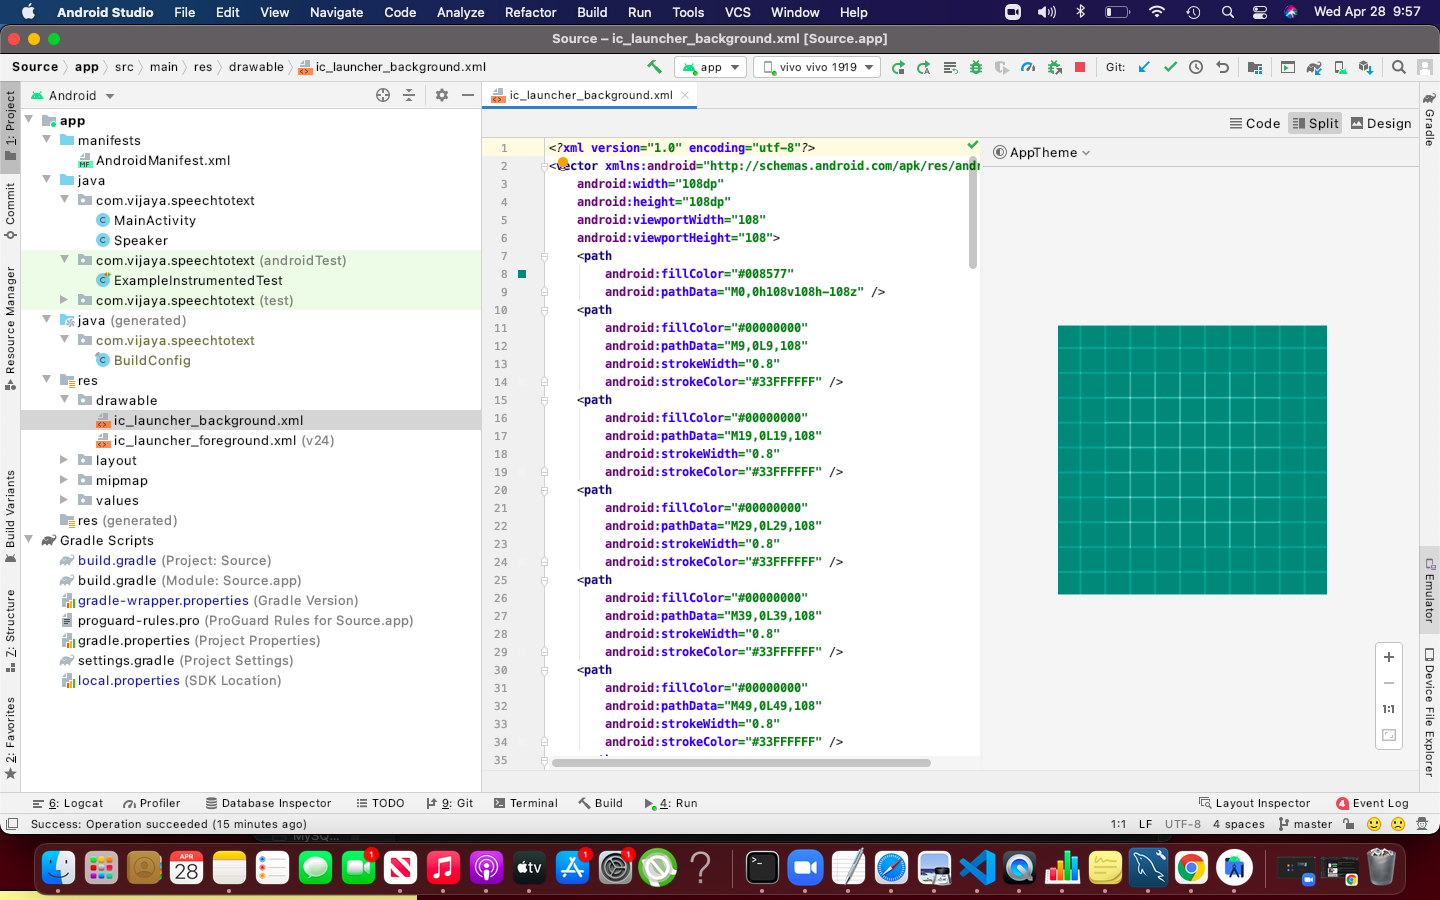 Android Studio File Edit View Navigate Code Analyze Refactor Build Run Tools VCS Window Help Wed Apr 28 9:57
Source – ic_launcher_background.xml [Source.app]
Source app src main res drawable ic_launcher_background.xml app vivo vivo 1919 Git:
Android
ic_launcher_background.xml
Code Split Design
AppTheme
1: Project
Commit
Resource Manager
Build Variants
7: Structure
2: Favorites
app
manifests
AndroidManifest.xml
java
com.vijaya.speechtotext
MainActivity
Speaker
com.vijaya.speechtotext (androidTest)
ExampleInstrumentedTest
com.vijaya.speechtotext (test)
java (generated)
com.vijaya.speechtotext
BuildConfig
res
drawable
ic_launcher_background.xml
ic_launcher_foreground.xml (v24)
layout
mipmap
values
res (generated)
Gradle Scripts
build.gradle (Project: Source)
build.gradle (Module: Source.app)
gradle-wrapper.properties (Gradle Version)
proguard-rules.pro (ProGuard Rules for Source.app)
gradle.properties (Project Properties)
settings.gradle (Project Settings)
local.properties (SDK Location)
1 <?xml version="1.0" encoding="utf-8"?>
2 <vector xmlns:android="http://schemas.android.com/apk/res/andr
3 android:width="108dp"
4 android:height="108dp"
5 android:viewportWidth="108"
6 android:viewportHeight="108">
7 <path
8 android:fillColor="#008577"
9 android:pathData="M0,0h108v108h-108z" />
10 <path
11 android:fillColor="#00000000"
12 android:pathData="M9,0L9,108"
13 android:strokeWidth="0.8"
14 android:strokeColor="#33FFFFFF" />
15 <path
16 android:fillColor="#00000000"
17 android:pathData="M19,0L19,108"
18 android:strokeWidth="0.8"
19 android:strokeColor="#33FFFFFF" />
20 <path
21 android:fillColor="#00000000"
22 android:pathData="M29,0L29,108"
23 android:strokeWidth="0.8"
24 android:strokeColor="#33FFFFFF" />
25 <path
26 android:fillColor="#00000000"
27 android:pathData="M39,0L39,108"
28 android:strokeWidth="0.8"
29 android:strokeColor="#33FFFFFF" />
30 <path
31 android:fillColor="#00000000"
32 android:pathData="M49,0L49,108"
33 android:strokeWidth="0.8"
34 android:strokeColor="#33FFFFFF" />
35
1:1
Gradle
Emulator
Device File Explorer
6: Logcat Profiler Database Inspector TODO 9: Git Terminal Build 4: Run Layout Inspector 4 Event Log
Success: Operation succeeded (15 minutes ago) 1:1 LF UTF-8 4 spaces master
APR
28
1
tv
1
1